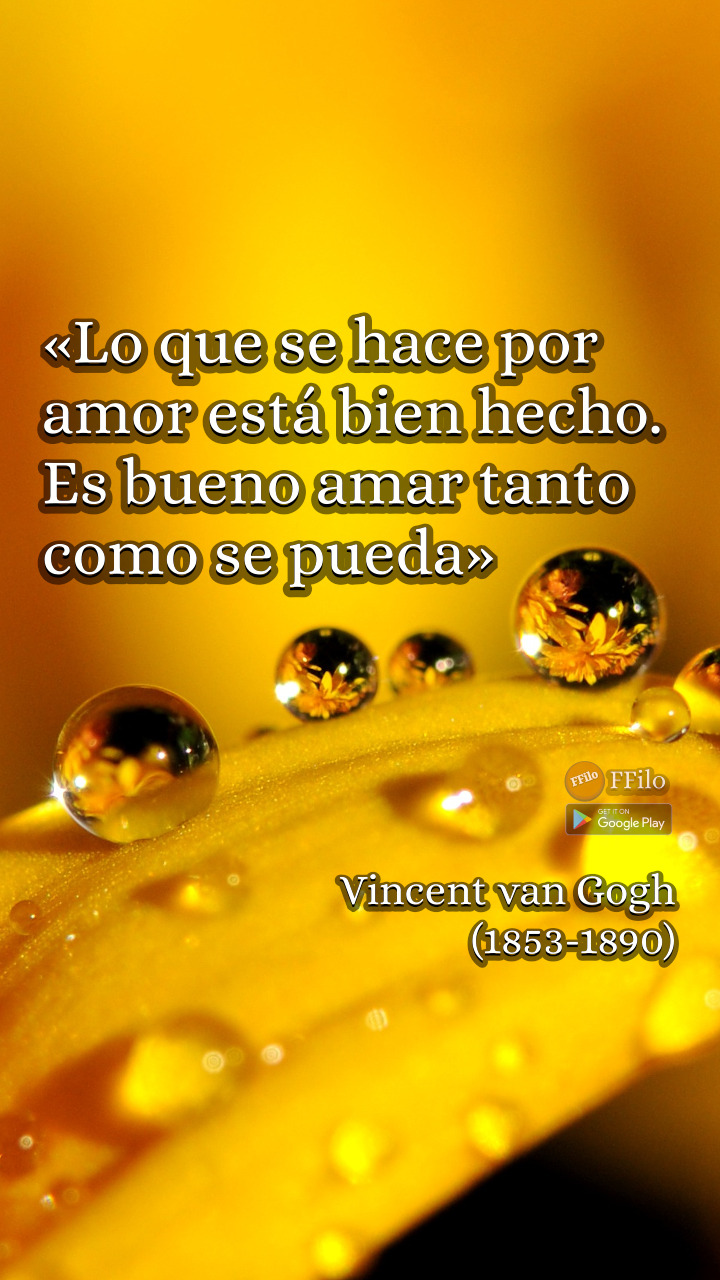 «Lo que se hace por
amor está bien hecho.
Es bueno amar tanto
como se pueda»
FFilo FFilo
GET IT ON
Google Play
Vincent van Gogh
(1853-1890)